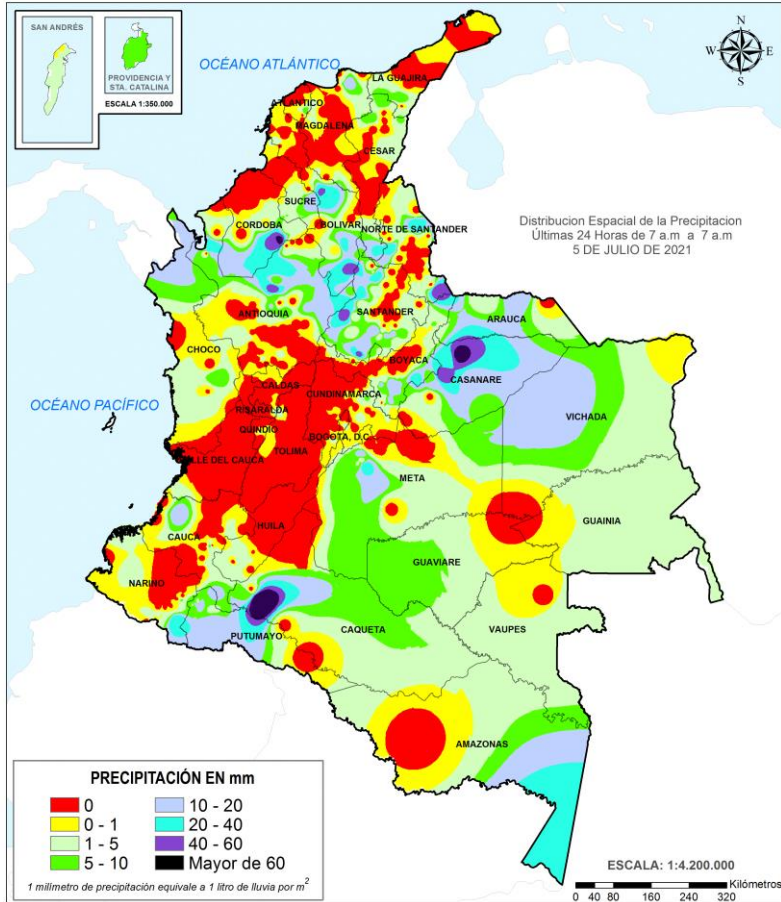 SAN ANDRÉS
PROVIDENCIA Y
STA. CATALINA
ESCALA 1:350.000
OCÉANO ATLÁNTICO
N
W
E
S
LA GUAJIRA
ATLANTICO
MAGDALENA
CESAR
SUCRE
CORDOBA
BOLIVAR
NORTE DE SANTANDER
Distribucion Espacial de la Precipitacion
Últimas 24 Horas de 7 a.m a 7 a.m
5 DE JULIO DE 2021
ANTIOQUIA
SANTANDER
ARAUCA
CHOCO
BOYACA
CASANARE
CALDAS
CUNDINAMARCA
OCÉANO PACÍFICO
RISARALDA
VICHADA
QUINDIO
BOGOTA, D.C.
TOLIMA
VALLE DEL CAUCA
META
GUAINIA
HUILA
CAUCA
GUAVIARE
NARIÑO
PUTUMAYO
CAQUETA
VAUPES
AMAZONAS
PRECIPITACIÓN EN mm
0
10 - 20
0 - 1
20 - 40
1 - 5
40 - 60
5 - 10
Mayor de 60
1 milímetro de precipitación equivale a 1 litro de lluvia por m²
ESCALA: 1:4.200.000
Kilómetros
0 40 80 160 240 320